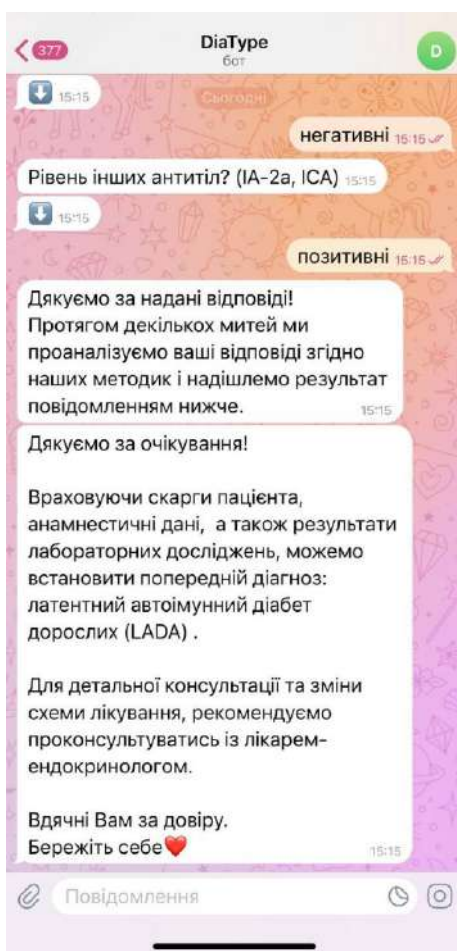 377
DiaType
бот
D
15:15
Сьогодні
негативні 15:15
Рівень інших антитіл? (IA-2a, ICA) 15:15
15:15
позитивні 15:15
Дякуємо за надані відповіді!
Протягом декількох митей ми
проаналізуємо ваші відповіді згідно
наших методик і надішлемо результат
повідомленням нижче. 15:15
Дякуємо за очікування!
Враховуючи скарги пацієнта,
анамнестичні дані, а також результати
лабораторних досліджень, можемо
встановити попередній діагноз:
латентний автоімунний діабет
дорослих (LADA) .
Для детальної консультації та зміни
схеми лікування, рекомендуємо
проконсультуватись із лікарем-
ендокринологом.
Вдячні Вам за довіру.
Бережіть себе❤️ 15:15
Повідомлення